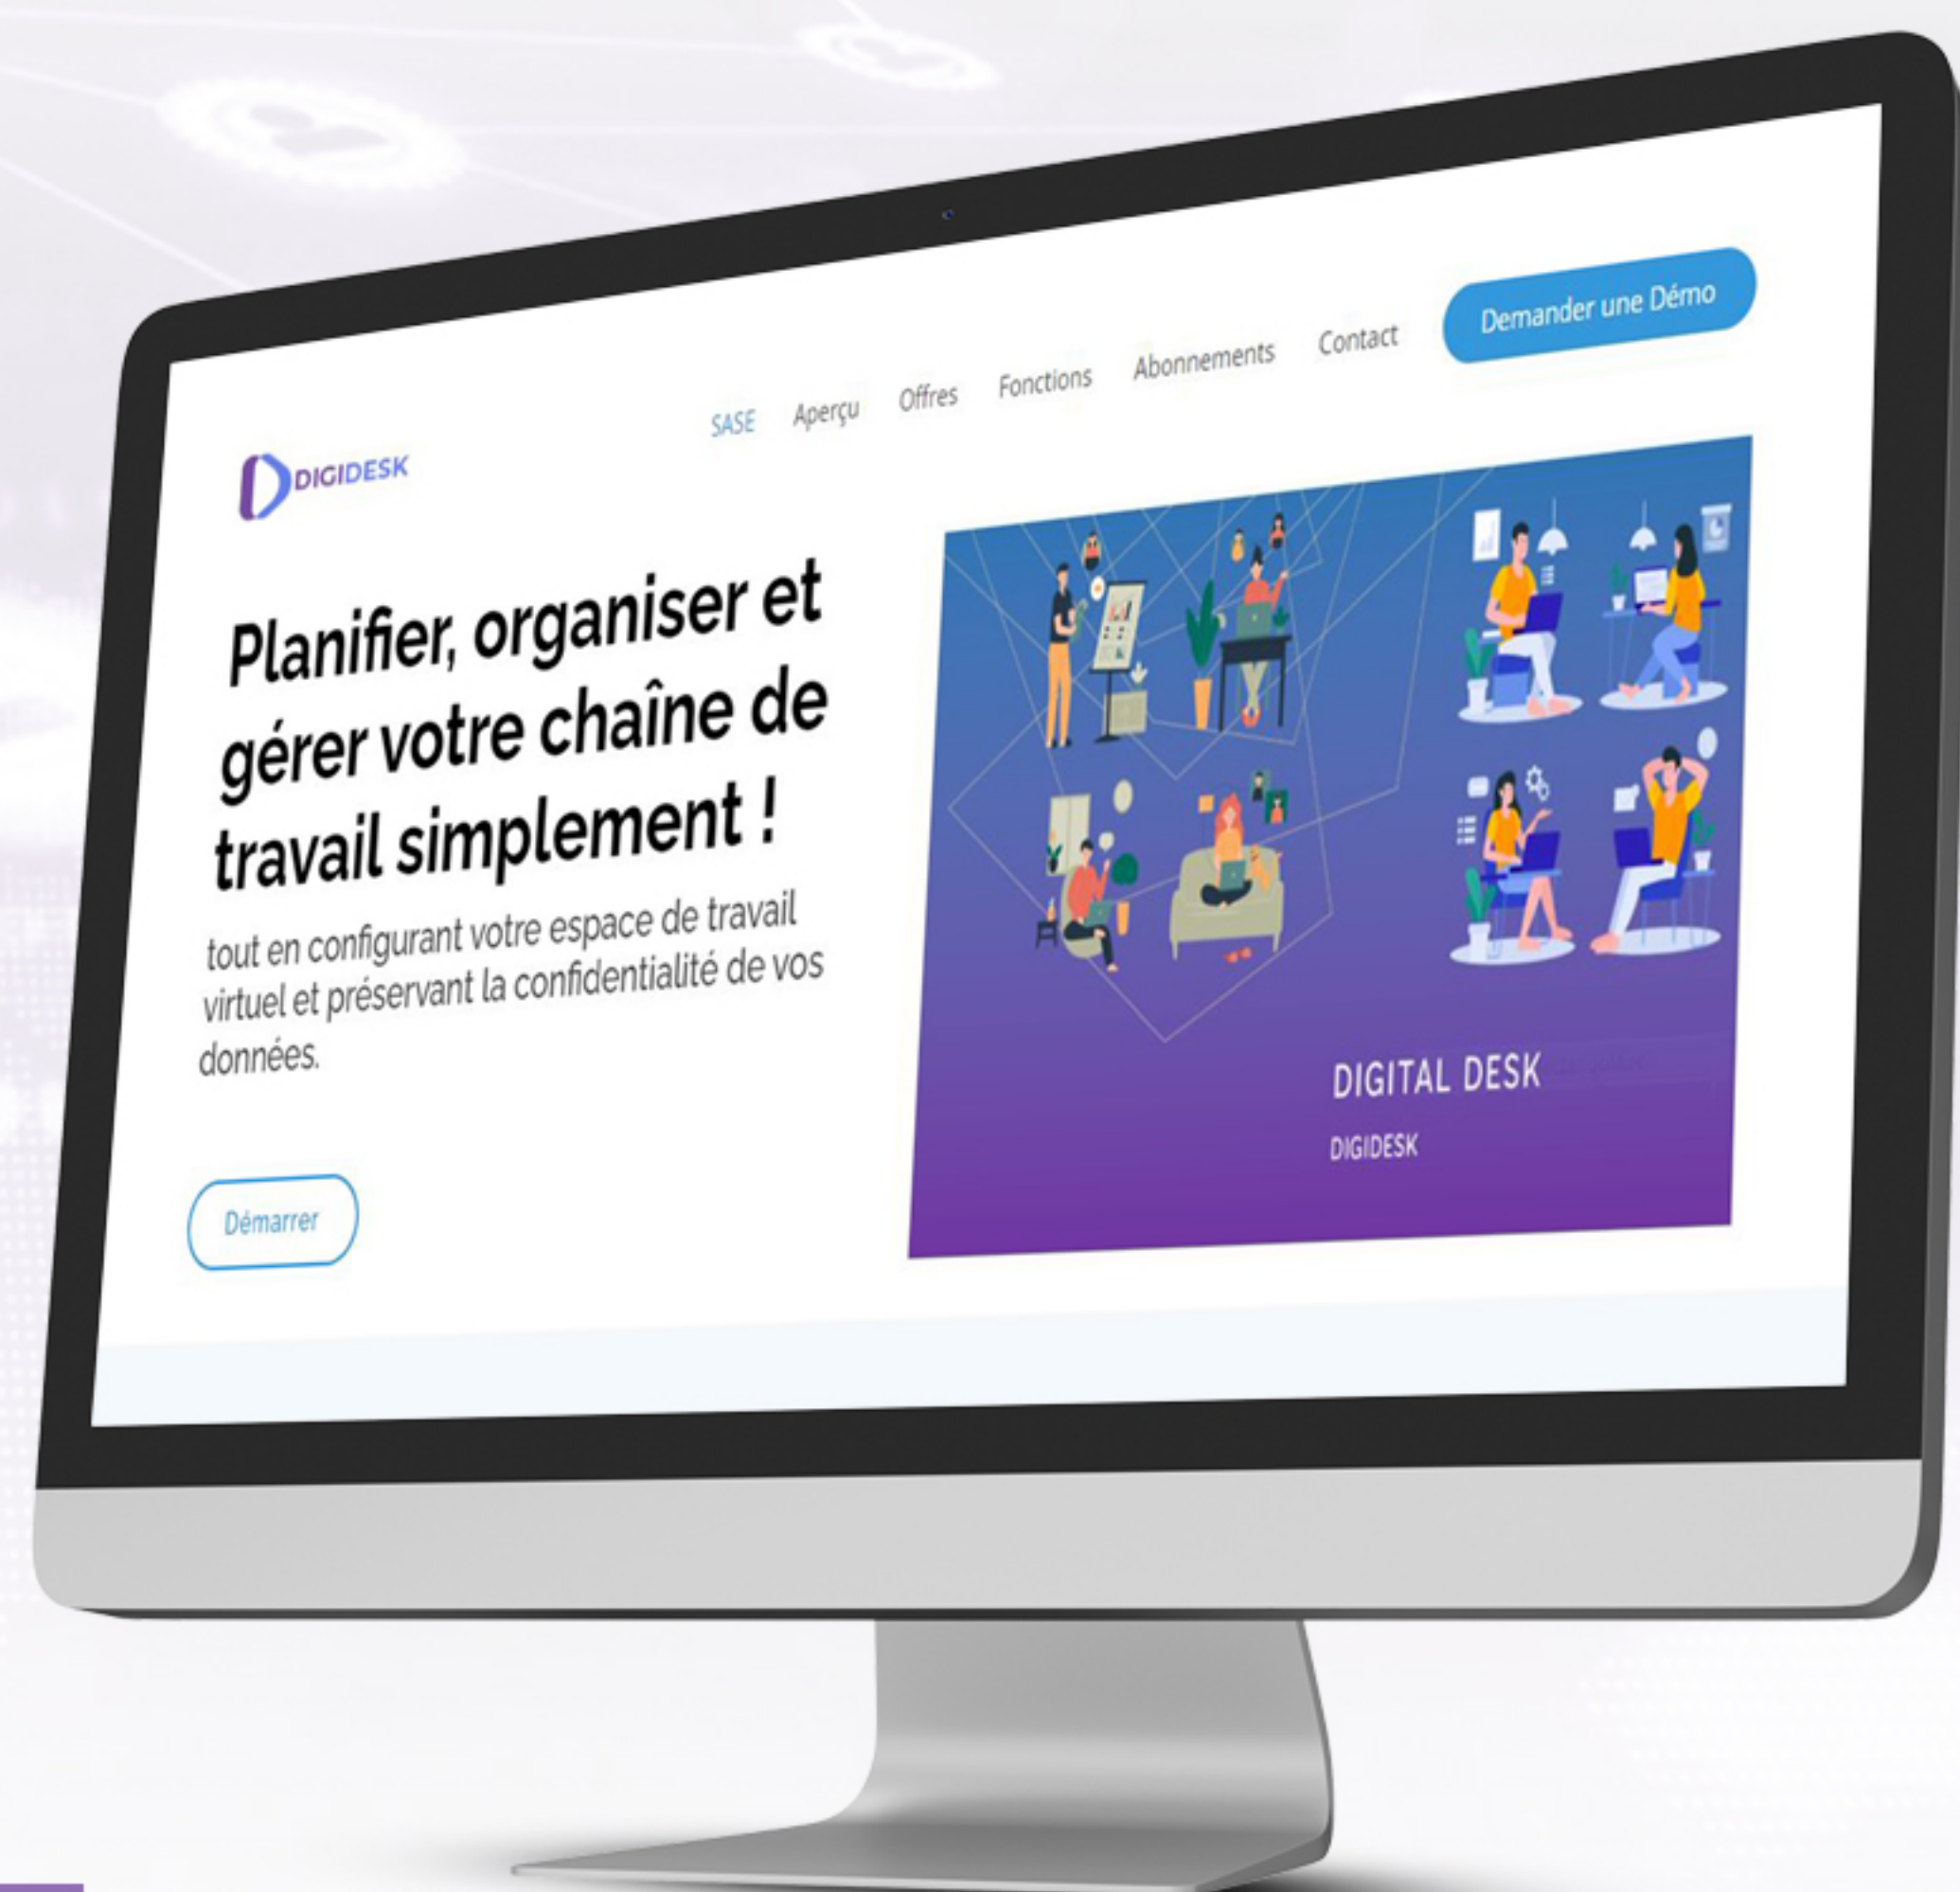 SASE Aperçu Offres Fonctions Abonnements Contact Demander une Démo
DIGIDESK
Planifier, organiser et
gérer votre chaîne de
travail simplement !
tout en configurant votre espace de travail
virtuel et préservant la confidentialité de vos
données.
Démarrer
DIGITAL DESK
DIGIDESK